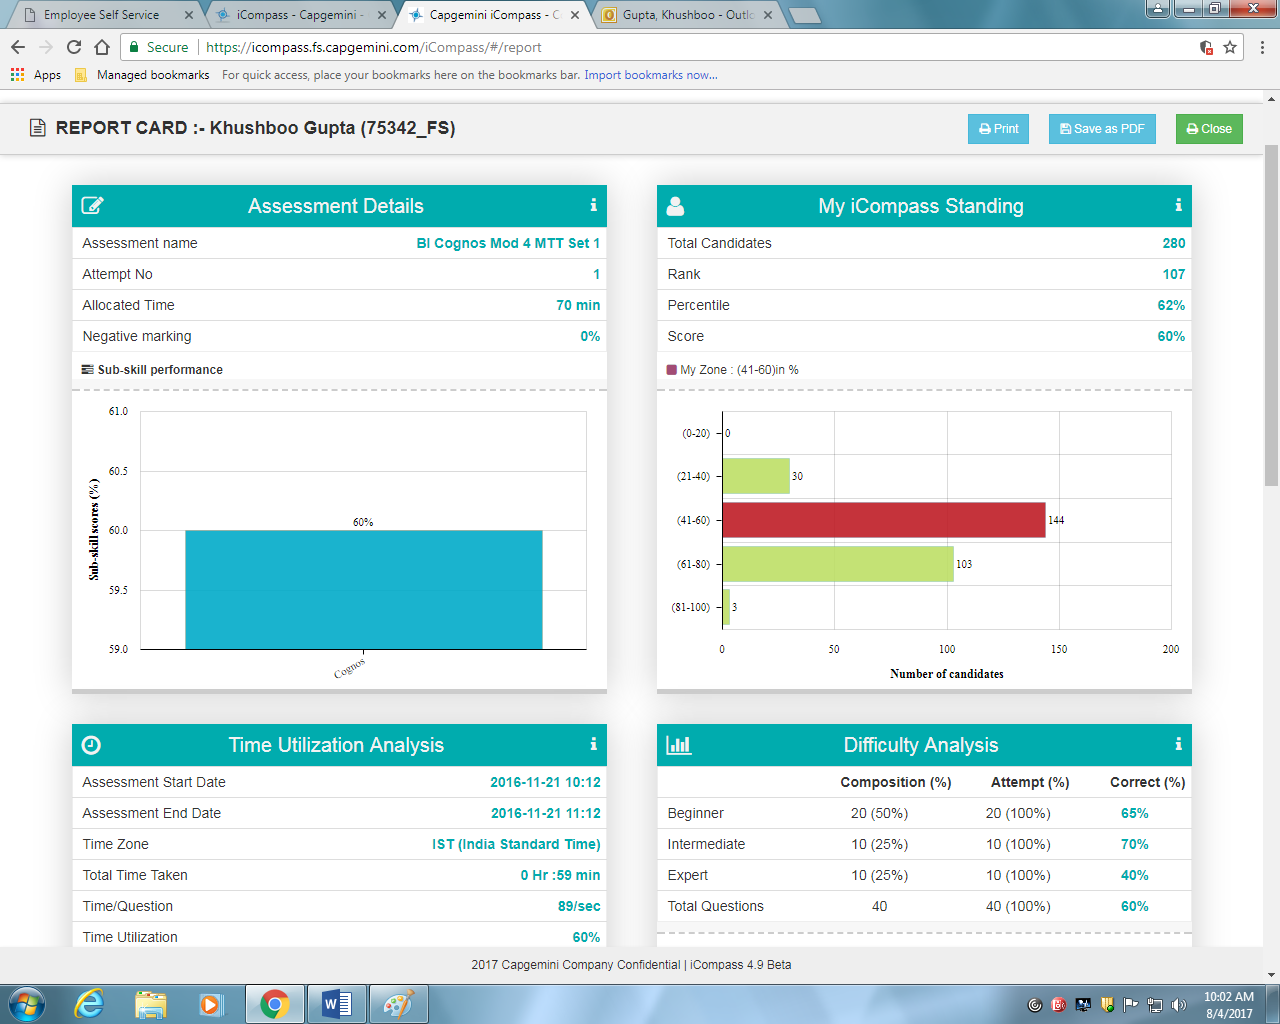 Employee Self Service
iCompass - Capgemini -
Capgemini iCompass - C
Gupta, Khushboo - Outlo
Secure
https://icompass.fs.capgemini.com/iCompass/#/report
Apps
Managed bookmarks
For quick access, place your bookmarks here on the bookmarks bar. Import bookmarks now...
REPORT CARD :- Khushboo Gupta (75342_FS)
Print
Save as PDF
Close
Assessment Details
Assessment name BI Cognos Mod 4 MTT Set 1
Attempt No 1
Allocated Time 70 min
Negative marking 0%
Sub-skill performance
61.0
60.5
60.0
59.5
59.0
Sub-skill scores (%)
60%
Cognos
My iCompass Standing
Total Candidates 280
Rank 107
Percentile 62%
Score 60%
My Zone : (41-60)in %
(0-20) 0
(21-40) 30
(41-60) 144
(61-80) 103
(81-100) 3
0 50 100 150 200
Number of candidates
Time Utilization Analysis
Assessment Start Date 2016-11-21 10:12
Assessment End Date 2016-11-21 11:12
Time Zone IST (India Standard Time)
Total Time Taken 0 Hr :59 min
Time/Question 89/sec
Time Utilization 60%
Difficulty Analysis
Composition (%) Attempt (%) Correct (%)
Beginner 20 (50%) 20 (100%) 65%
Intermediate 10 (25%) 10 (100%) 70%
Expert 10 (25%) 10 (100%) 40%
Total Questions 40 40 (100%) 60%
2017 Capgemini Company Confidential | iCompass 4.9 Beta
10:02 AM
8/4/2017